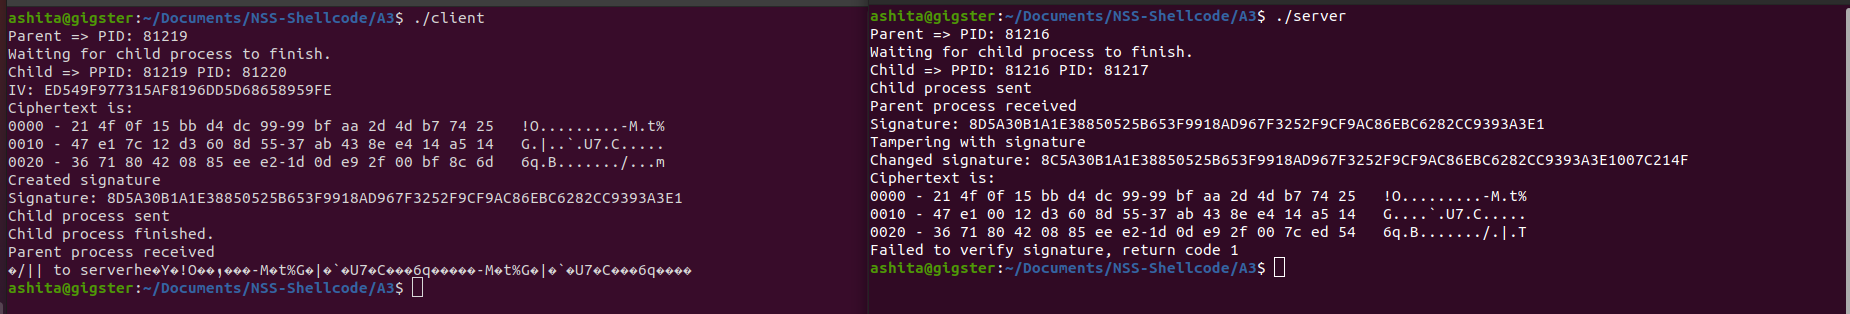 ashita@gigster:~/Documents/NSS-Shellcode/A3$ ./client
Parent => PID: 81219
Waiting for child process to finish.
Child => PPID: 81219 PID: 81220
IV: ED549F977315AF8196DD5D68658959FE
Ciphertext is:
0000 - 21 4f 0f 15 bb d4 dc 99-99 bf aa 2d 4d b7 74 25   !O.........-M.t%
0010 - 47 e1 7c 12 d3 60 8d 55-37 ab 43 8e e4 14 a5 14   G.|..`.U7.C.....
0020 - 36 71 80 42 08 85 ee e2-1d 0d e9 2f 00 bf 8c 6d   6q.B......./...m
Created signature
Signature: 8D5A30B1A1E38850525B653F9918AD967F3252F9CF9AC86EBC6282CC9393A3E1
Child process sent
Child process finished.
Parent process received
�/|| to serverhe�Y�!O��,���-M�t%G�|�`�U7�C���6q�����-M�t%G�|�`�U7�C���6q����
ashita@gigster:~/Documents/NSS-Shellcode/A3$
ashita@gigster:~/Documents/NSS-Shellcode/A3$ ./server
Parent => PID: 81216
Waiting for child process to finish.
Child => PPID: 81216 PID: 81217
Child process sent
Parent process received
Signature: 8D5A30B1A1E38850525B653F9918AD967F3252F9CF9AC86EBC6282CC9393A3E1
Tampering with signature
Changed signature: 8C5A30B1A1E38850525B653F9918AD967F3252F9CF9AC86EBC6282CC9393A3E1007C214F
Ciphertext is:
0000 - 21 4f 0f 15 bb d4 dc 99-99 bf aa 2d 4d b7 74 25   !O.........-M.t%
0010 - 47 e1 00 12 d3 60 8d 55-37 ab 43 8e e4 14 a5 14   G....`.U7.C.....
0020 - 36 71 80 42 08 85 ee e2-1d 0d e9 2f 00 7c ed 54   6q.B......./.|.T
Failed to verify signature, return code 1
ashita@gigster:~/Documents/NSS-Shellcode/A3$